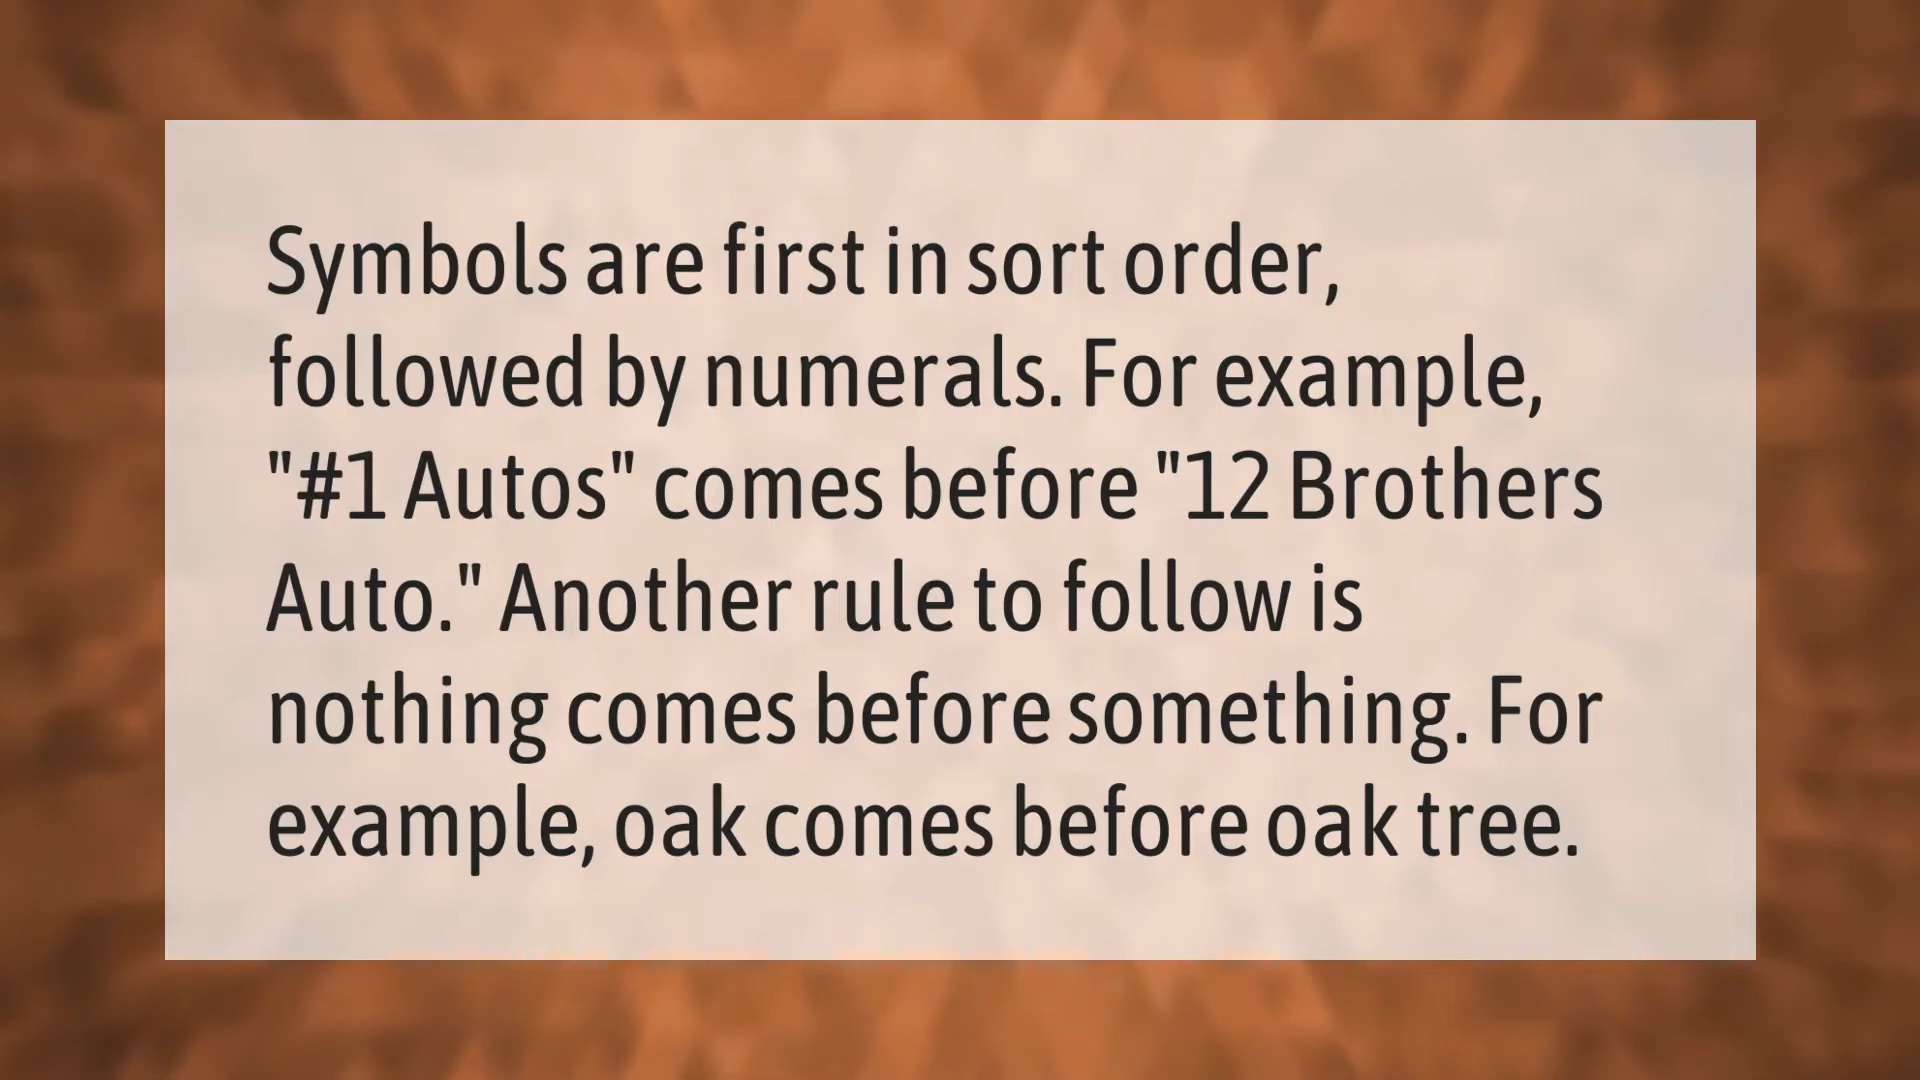 Symbols are first in sort order,
followed by numerals. For example,
"#1 Autos" comes before "12 Brothers
Auto." Another rule to follow is
nothing comes before something. For
example, oak comes before oak tree.